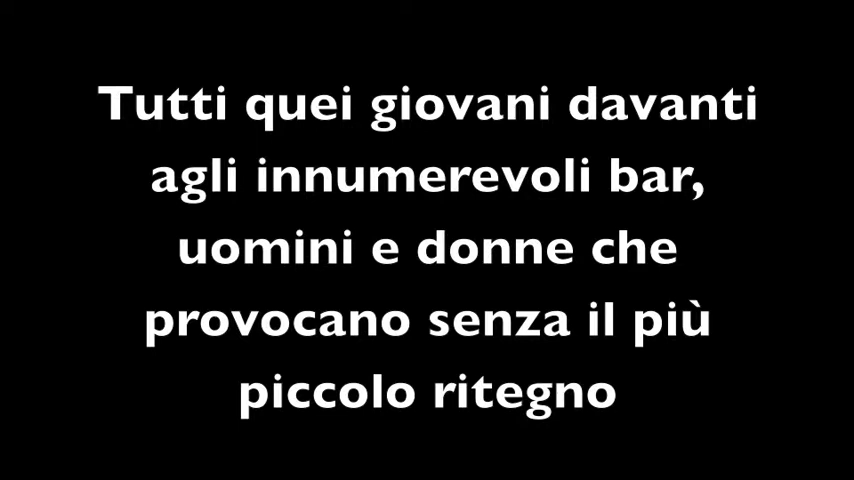 Tutti quei giovani davanti
agli innumerevoli bar,
uomini e donne che
provocano senza il più
piccolo ritegno